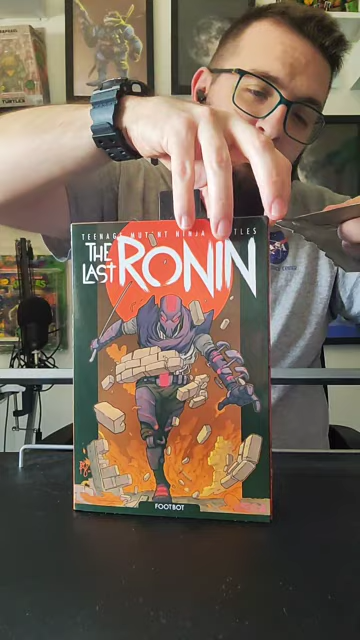 TEENAGE MUTANT NINJA TURTLES
THE
LAST
RONIN
FOOTBOT